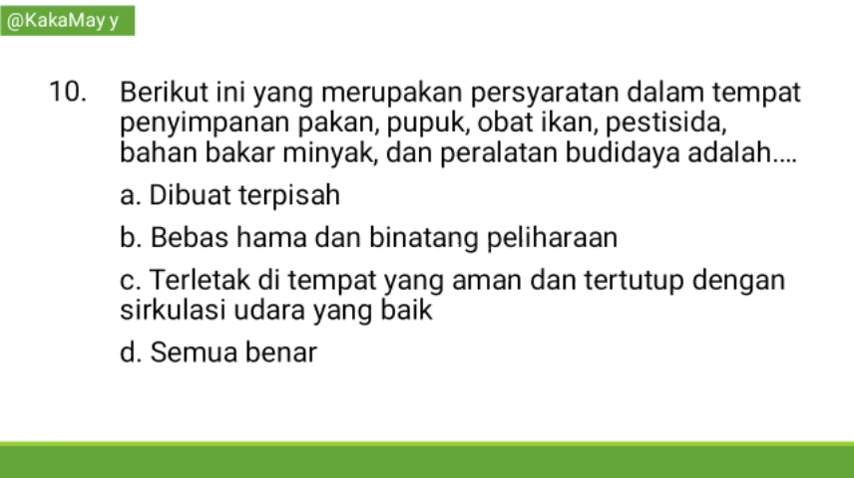 @KakaMay y
10. Berikut ini yang merupakan persyaratan dalam tempat
penyimpanan pakan, pupuk, obat ikan, pestisida,
bahan bakar minyak, dan peralatan budidaya adalah....
a. Dibuat terpisah
b. Bebas hama dan binatang peliharaan
c. Terletak di tempat yang aman dan tertutup dengan
sirkulasi udara yang baik
d. Semua benar